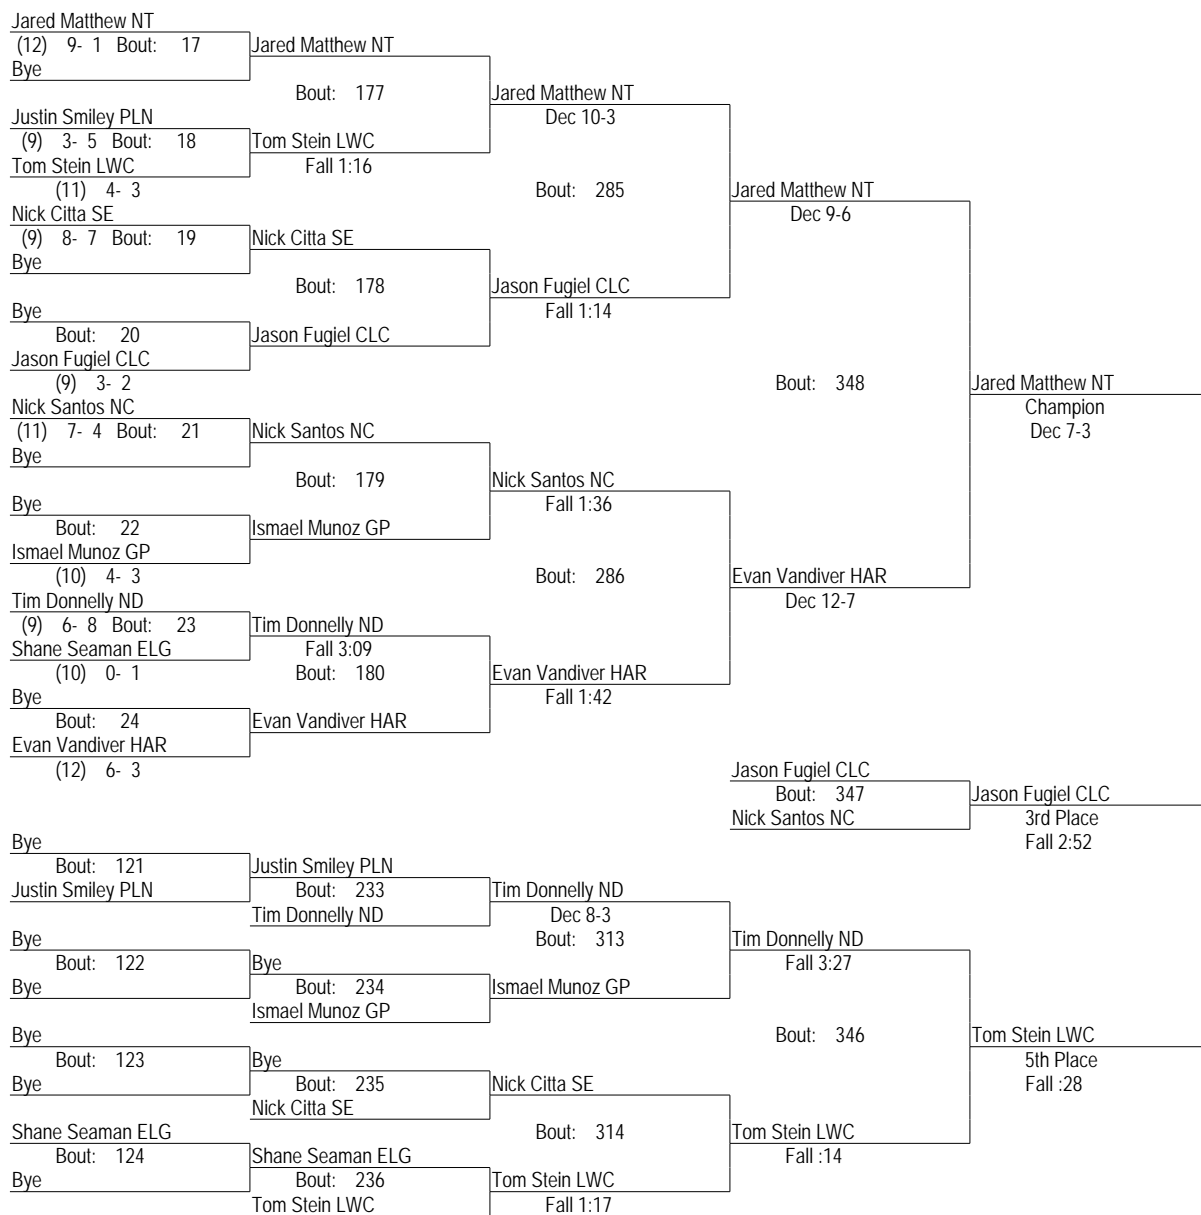 Jared Matthew NT
(12) 9- 1 Bout: 17
Bye
Justin Smiley PLN
(9) 3- 5 Bout: 18
Tom Stein LWC
(11) 4- 3
Nick Citta SE
(9) 8- 7 Bout: 19
Bye
Bye
Bout: 20
Jason Fugiel CLC
(9) 3- 2
Nick Santos NC
(11) 7- 4 Bout: 21
Bye
Bye
Bout: 22
Ismael Munoz GP
(10) 4- 3
Tim Donnelly ND
(9) 6- 8 Bout: 23
Shane Seaman ELG
(10) 0- 1
Bye
Bout: 24
Evan Vandiver HAR
(12) 6- 3
Jared Matthew NT
Bout: 177
Tom Stein LWC
Fall 1:16
Nick Citta SE
Bout: 178
Jason Fugiel CLC
Nick Santos NC
Bout: 179
Ismael Munoz GP
Tim Donnelly ND
Fall 3:09
Bout: 180
Evan Vandiver HAR
Jared Matthew NT
Dec 10-3
Bout: 285
Jason Fugiel CLC
Fall 1:14
Nick Santos NC
Fall 1:36
Bout: 286
Evan Vandiver HAR
Fall 1:42
Jared Matthew NT
Dec 9-6
Bout: 348
Evan Vandiver HAR
Dec 12-7
Jared Matthew NT
Champion
Dec 7-3
Jason Fugiel CLC
Bout: 347
Nick Santos NC
Jason Fugiel CLC
3rd Place
Fall 2:52
Bye
Bout: 121
Justin Smiley PLN
Bye
Bout: 122
Bye
Bye
Bout: 123
Bye
Shane Seaman ELG
Bout: 124
Bye
Justin Smiley PLN
Bout: 233
Tim Donnelly ND
Bye
Bout: 234
Ismael Munoz GP
Bye
Bout: 235
Nick Citta SE
Shane Seaman ELG
Bout: 236
Tom Stein LWC
Tim Donnelly ND
Dec 8-3
Bout: 313
Ismael Munoz GP
Nick Citta SE
Bout: 314
Tom Stein LWC
Fall 1:17
Tim Donnelly ND
Fall 3:27
Bout: 346
Tom Stein LWC
Fall :14
Tom Stein LWC
5th Place
Fall :28